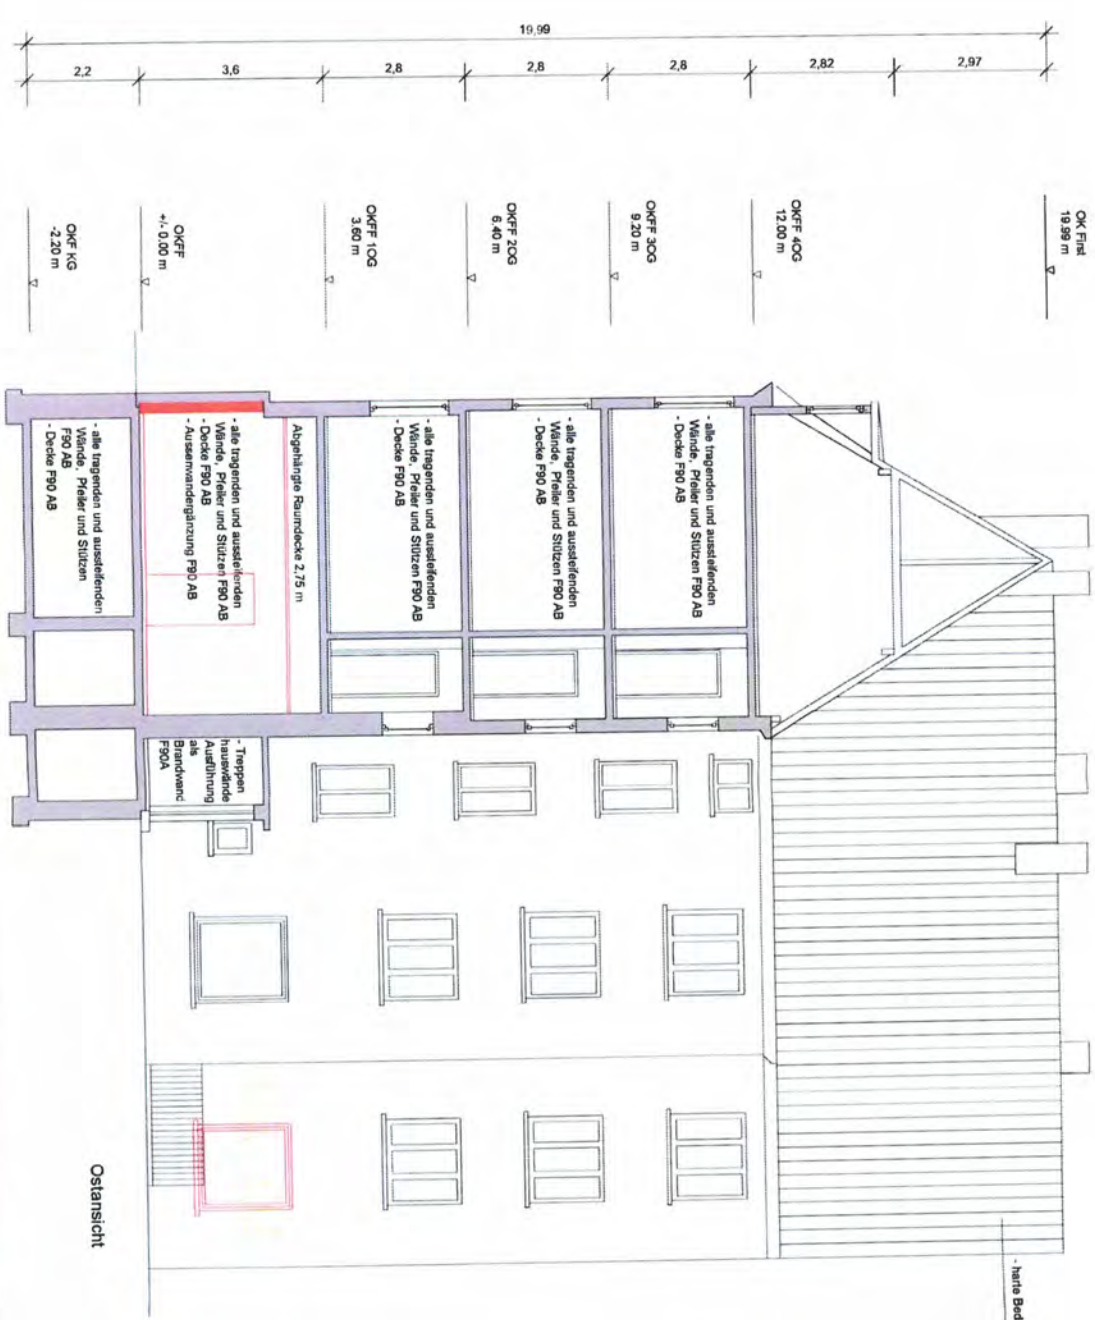 19,99
2,2
3,6
2,8
2,8
2,8
2,82
2,97
OK First
19.99 m
OKFF 4OG
12.00 m
OKFF 3OG
9.20 m
OKFF 2OG
6.40 m
OKFF 1OG
3.60 m
OKFF
+/- 0.00 m
OKF KG
-2.20 m
- alle tragenden und aussteifenden
Wände, Pfeiler und Stützen F90 AB
- Decke F90 AB
- alle tragenden und aussteifenden
Wände, Pfeiler und Stützen F90 AB
- Decke F90 AB
- alle tragenden und aussteifenden
Wände, Pfeiler und Stützen F90 AB
- Decke F90 AB
Abgehängte Raumdecke 2,75 m
- alle tragenden und aussteifenden
Wände, Pfeiler und Stützen F90 AB
- Decke F90 AB
- Aussenwandergänzung F90 AB
- alle tragenden und aussteifenden
Wände, Pfeiler und Stützen
F90 AB
- Decke F90 AB
- Treppen
hauswände
Ausführung
als
Brandwand
F90A
- harte Bed
Ostansicht